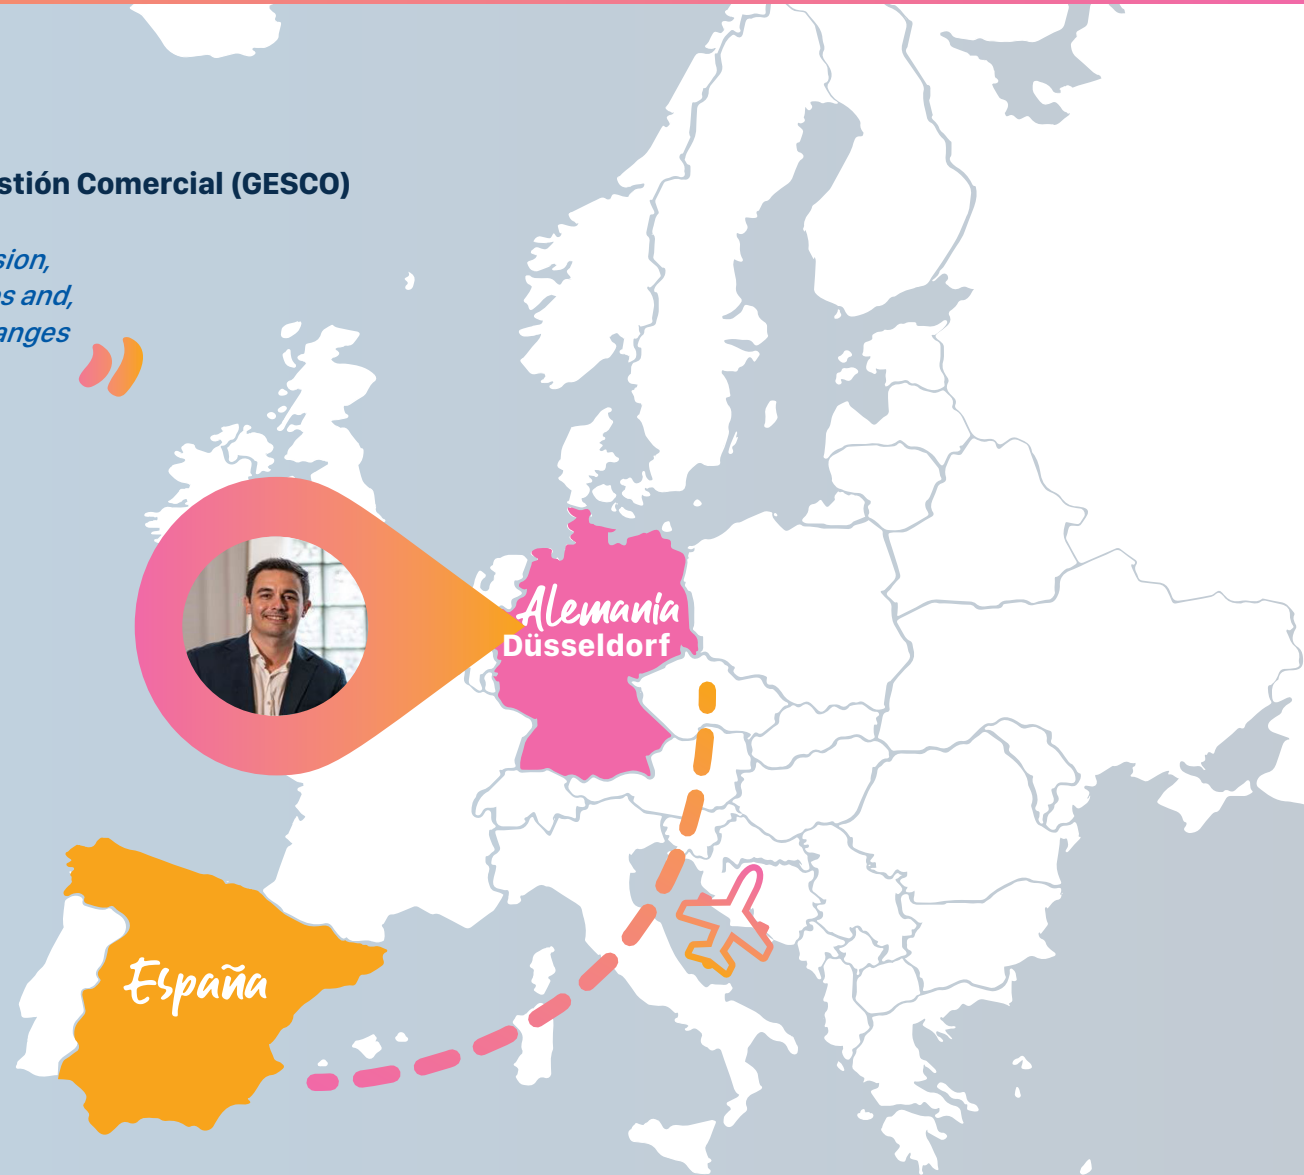 stión Comercial (GESCO)
sion,
s and,
anges
Alemania
Düsseldorf
España